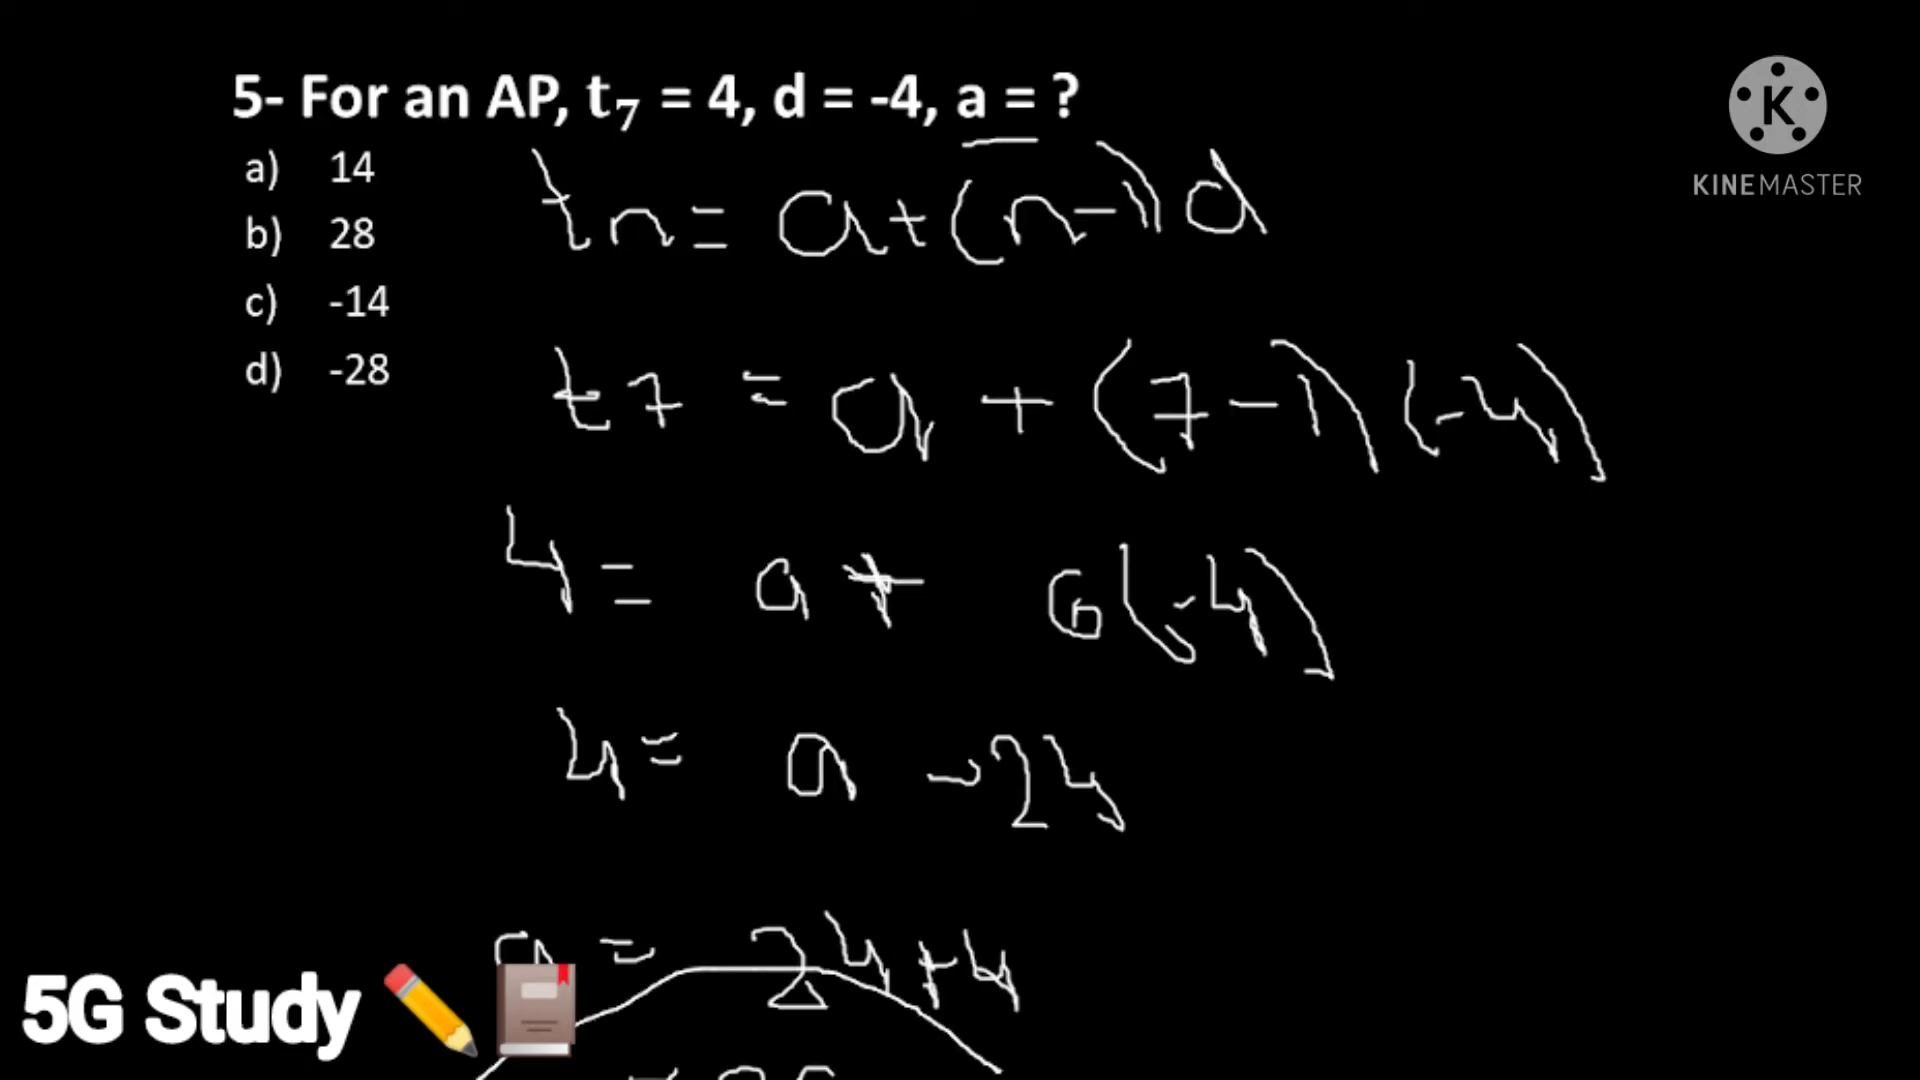 5- For an AP, t₇ = 4, d = -4, a = ?
a) 14
b) 28
c) -14
d) -28
tn = a + (n-1)d
t7 = a + (7-1)(-4)
4 = a + 6(-4)
4 = a - 24
a = 24+4
=
K
KINEMASTER
5G Study